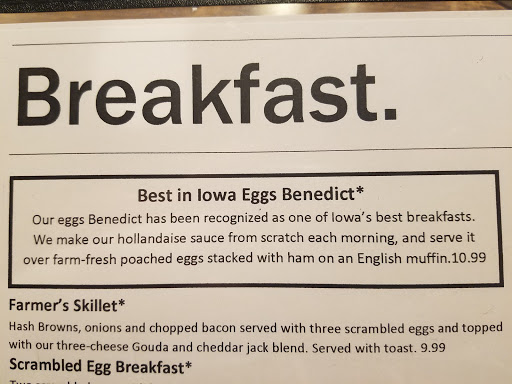 Breakfast.
Best in Iowa Eggs Benedict*
Our eggs Benedict has been recognized as one of Iowa's best breakfasts.
We make our hollandaise sauce from scratch each morning, and serve it
over farm-fresh poached eggs stacked with ham on an English muffin.10.99
Farmer's Skillet*
Hash Browns, onions and chopped bacon served with three scrambled eggs and topped
with our three-cheese Gouda and cheddar jack blend. Served with toast. 9.99
Scrambled Egg Breakfast*